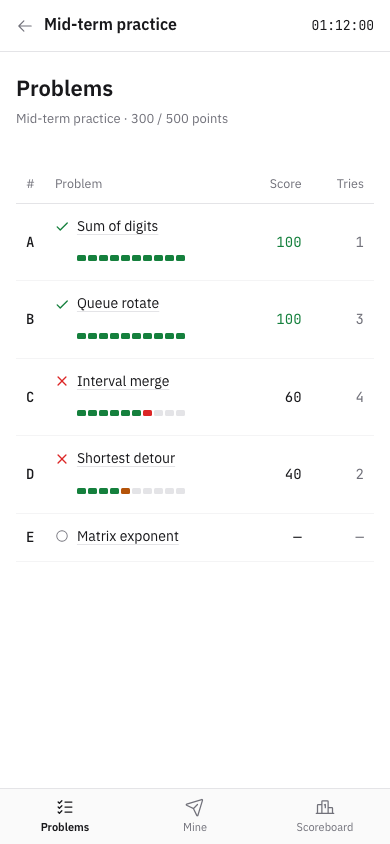 Mid-term practice 01:12:00
Problems
Mid-term practice · 300 / 500 points
# Problem Score Tries
A Sum of digits 100 1
B Queue rotate 100 3
C Interval merge 60 4
D Shortest detour 40 2
E Matrix exponent – –
Problems Mine Scoreboard